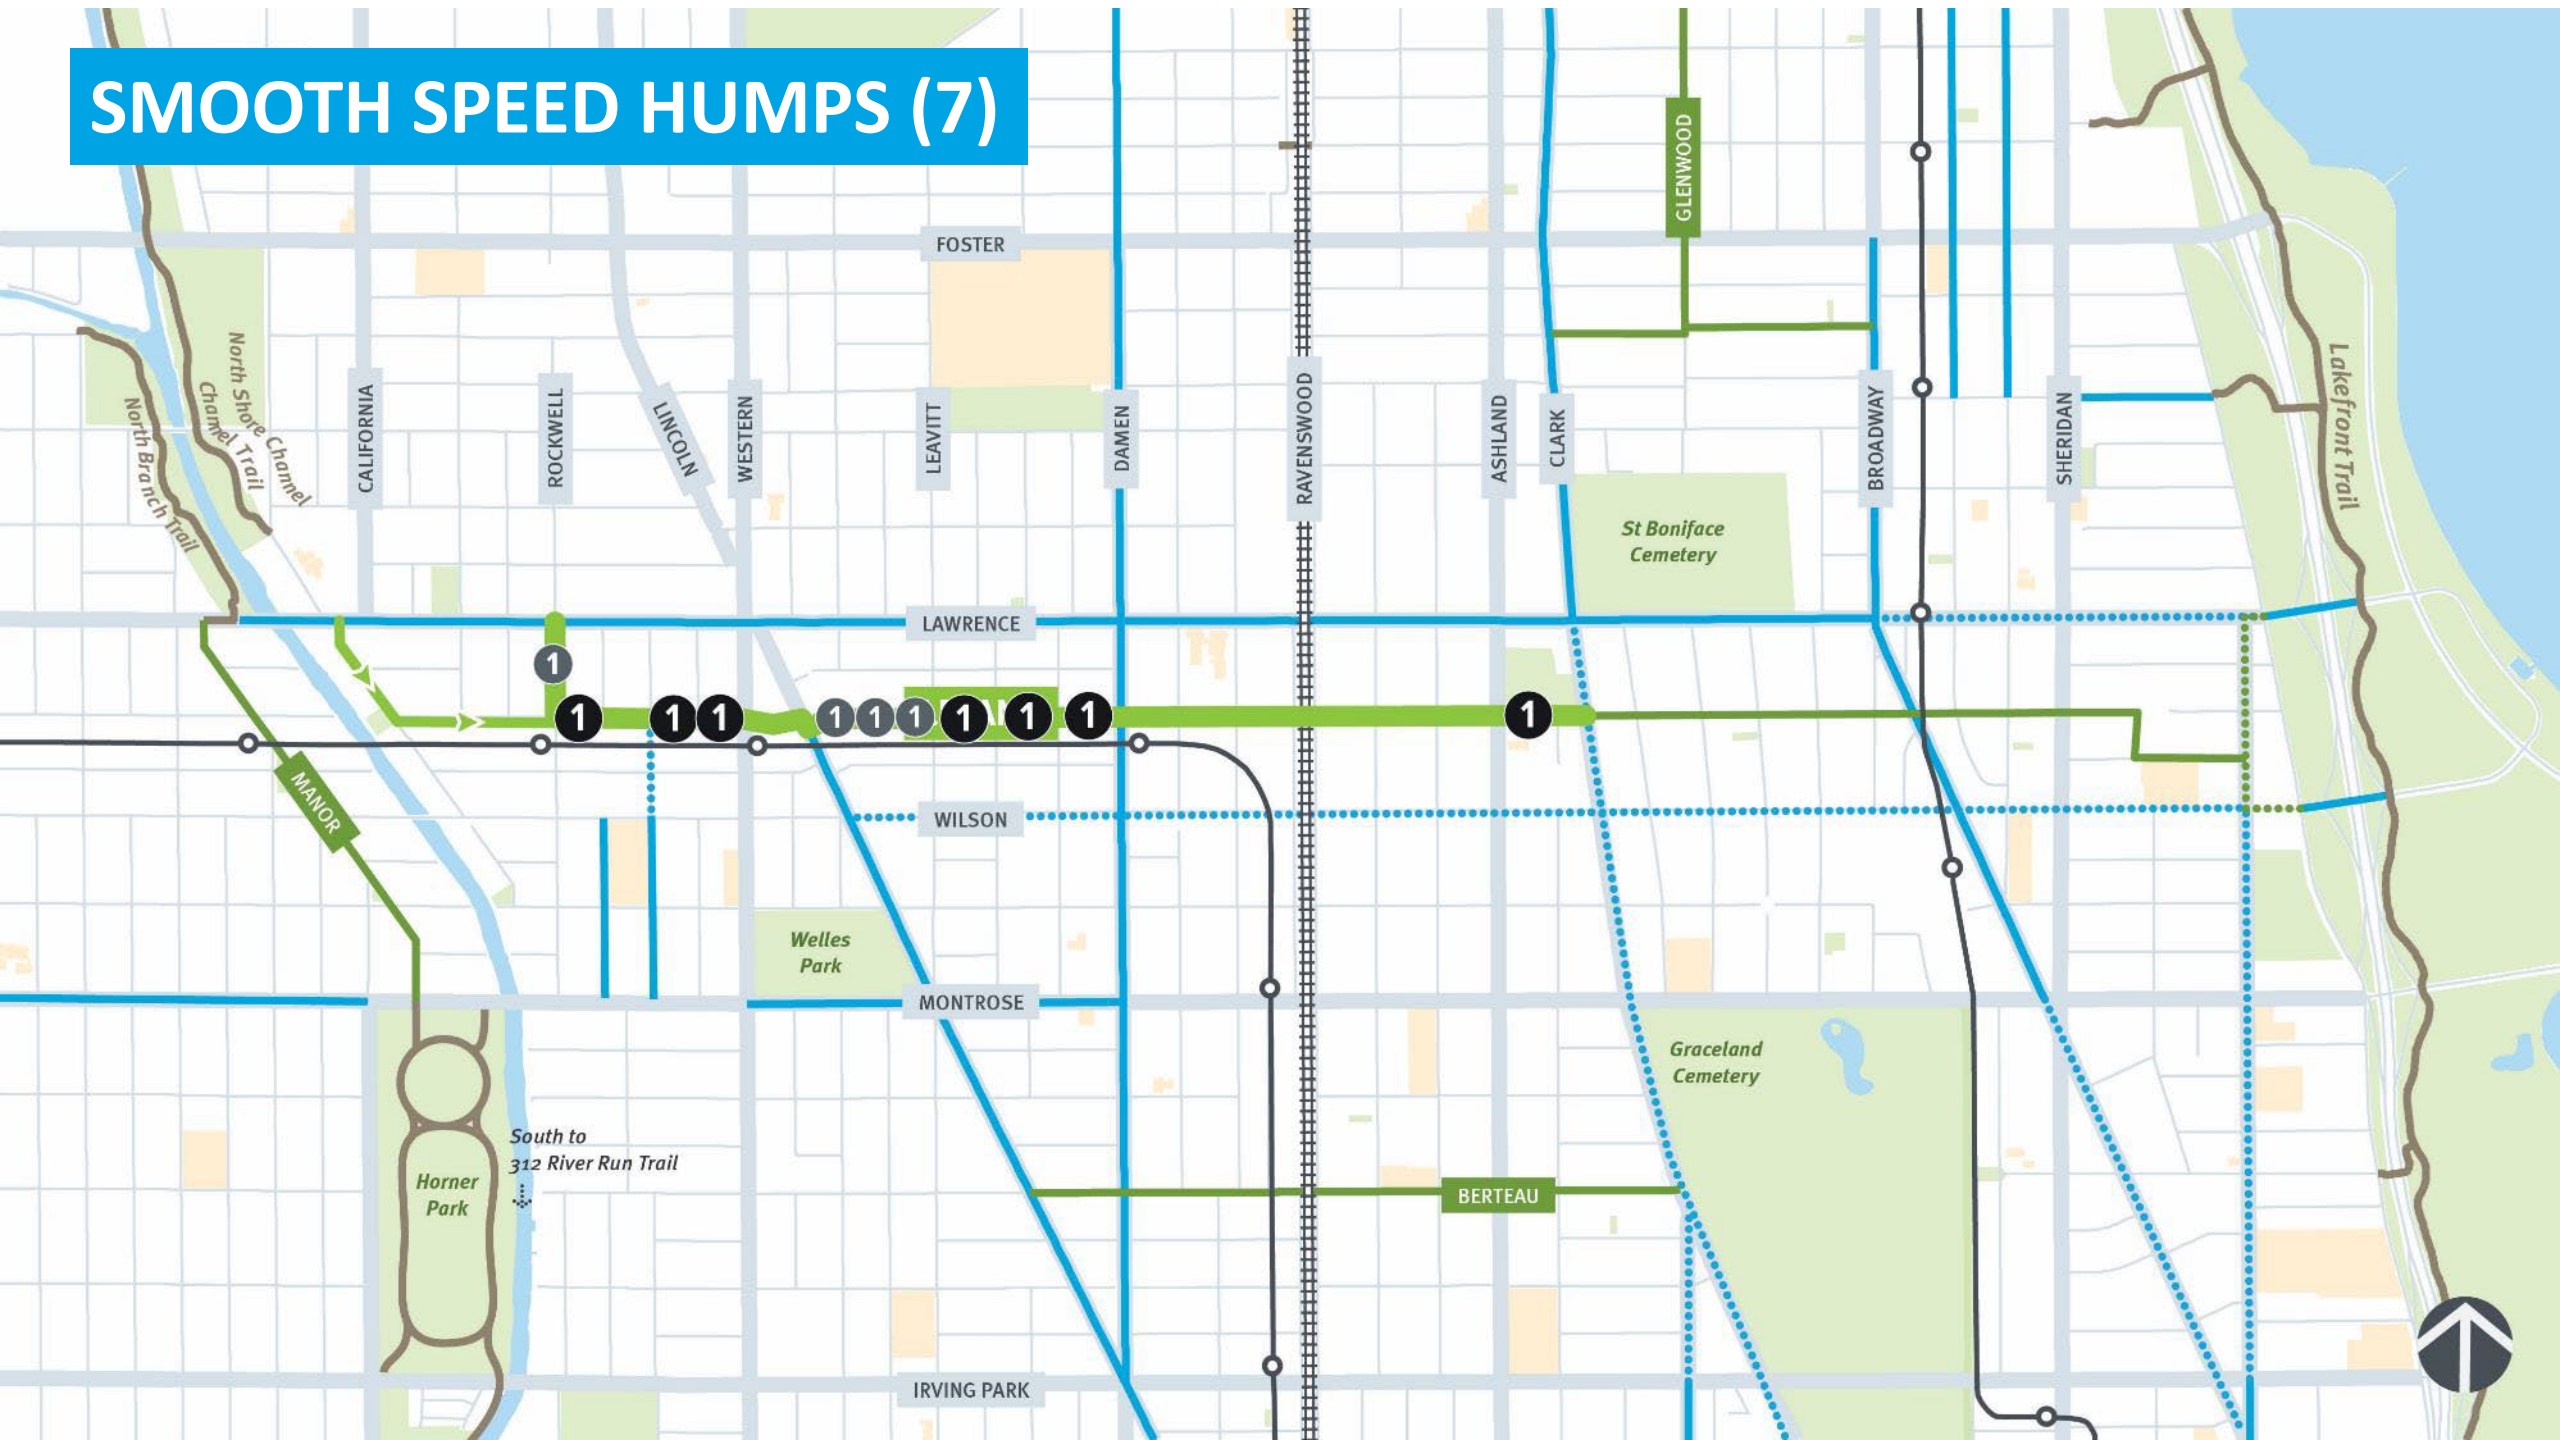 SMOOTH SPEED HUMPS (7)
GLENWOOD
FOSTER
North Shore Channel
Channel Trail
North Branch Trail
CALIFORNIA
ROCKWELL
LINCOLN
WESTERN
LEAVITT
DAMEN
RAVENSWOOD
ASHLAND
CLARK
BROADWAY
SHERIDAN
Lakefront Trail
St Boniface
Cemetery
LAWRENCE
1
1
1
1
1
1
1
1
1
1
1
MANOR
WILSON
Welles
Park
MONTROSE
Graceland
Cemetery
South to
312 River Run Trail
Horner
Park
BERTEAU
IRVING PARK